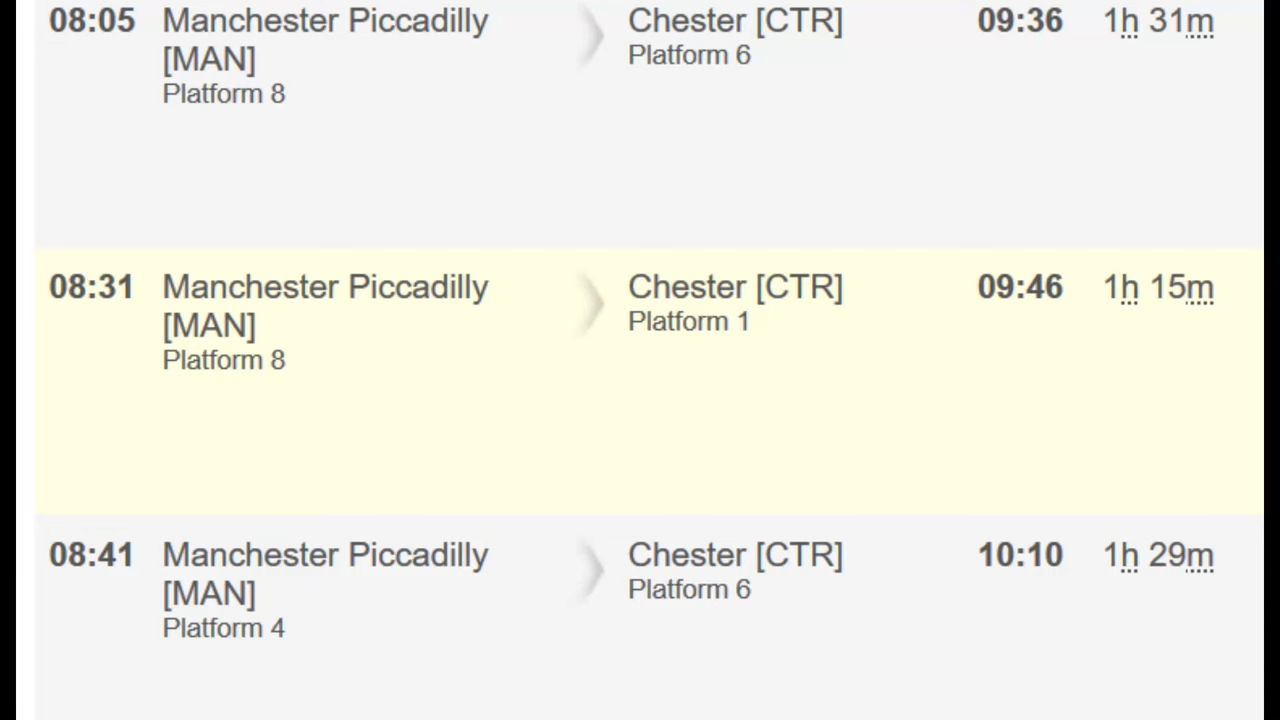 08:05 Manchester Piccadilly Chester [CTR] 09:36 1h 31m
[MAN] Platform 6
Platform 8
08:31 Manchester Piccadilly Chester [CTR] 09:46 1h 15m
[MAN] Platform 1
Platform 8
08:41 Manchester Piccadilly Chester [CTR] 10:10 1h 29m
[MAN] Platform 6
Platform 4